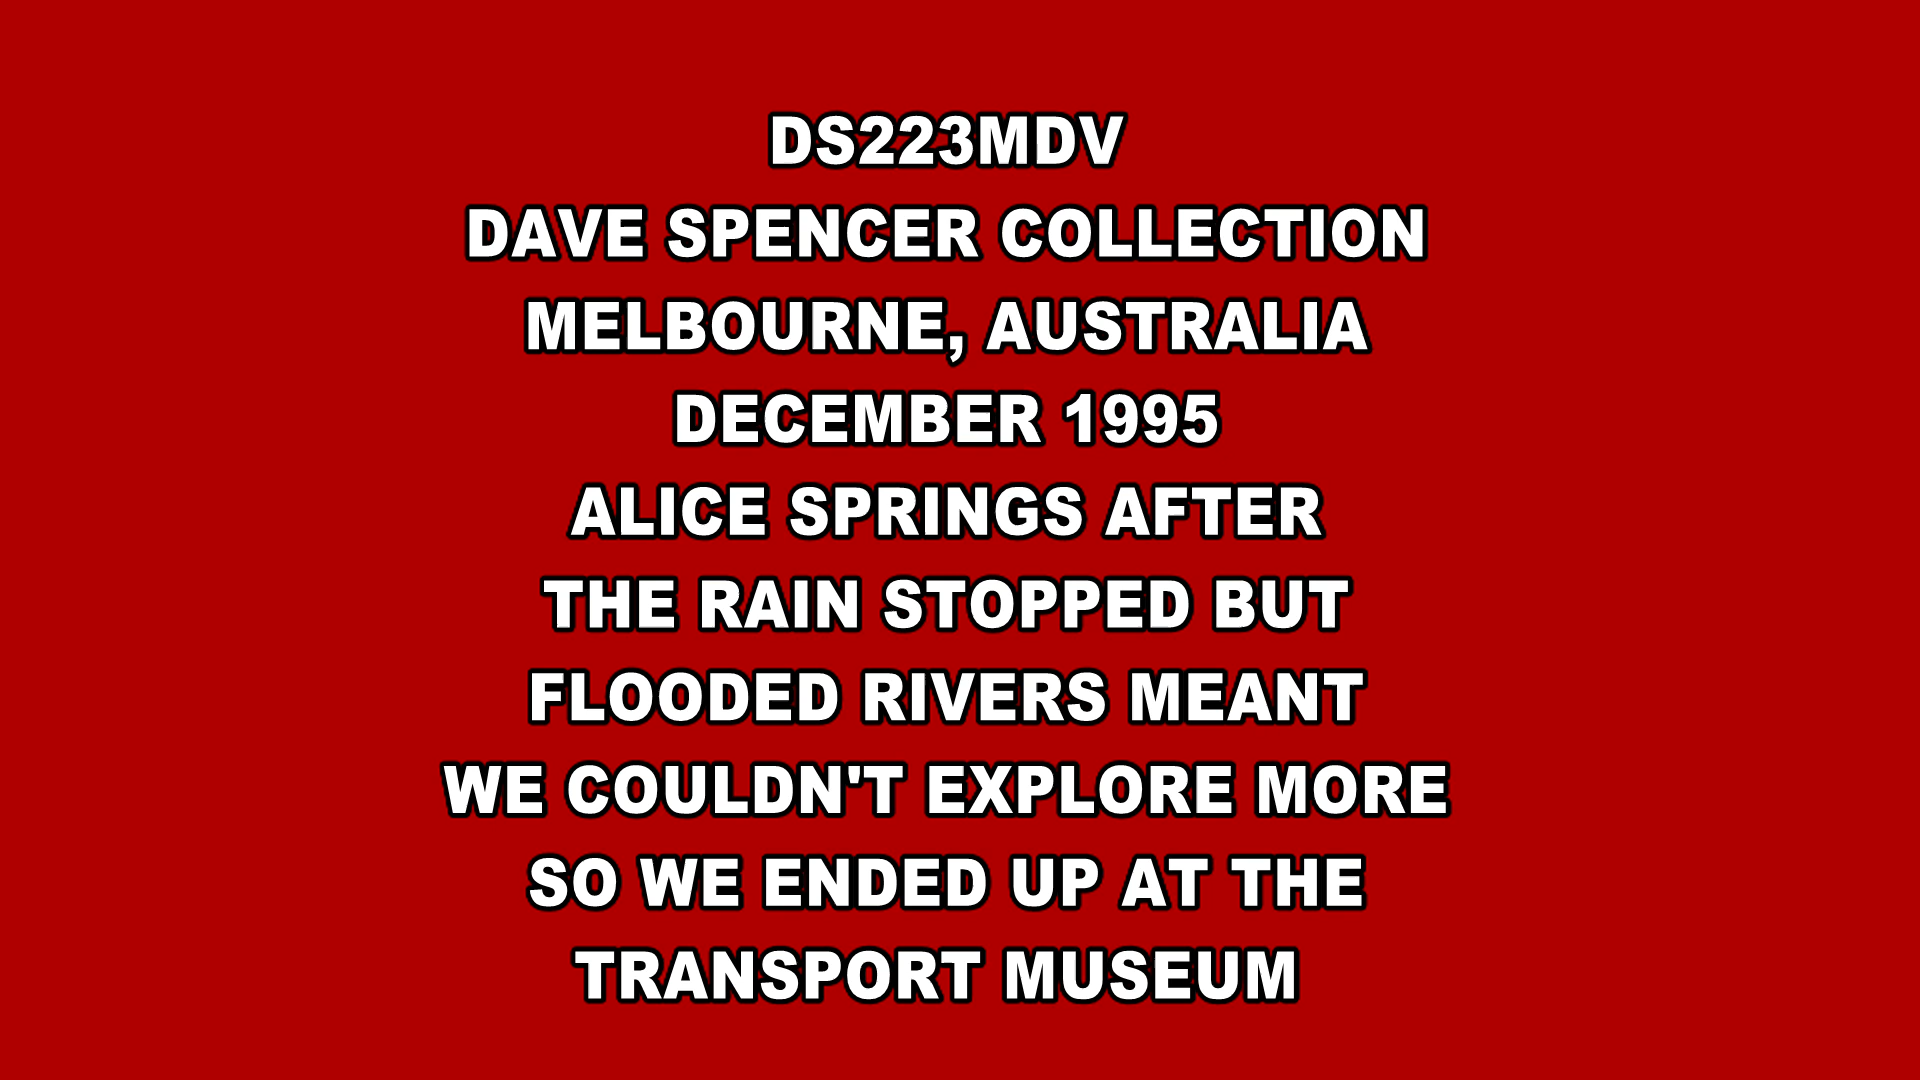 DS223MDV
DAVE SPENCER COLLECTION
MELBOURNE, AUSTRALIA
DECEMBER 1995
ALICE SPRINGS AFTER
THE RAIN STOPPED BUT
FLOODED RIVERS MEANT
WE COULDN'T EXPLORE MORE
SO WE ENDED UP AT THE
TRANSPORT MUSEUM